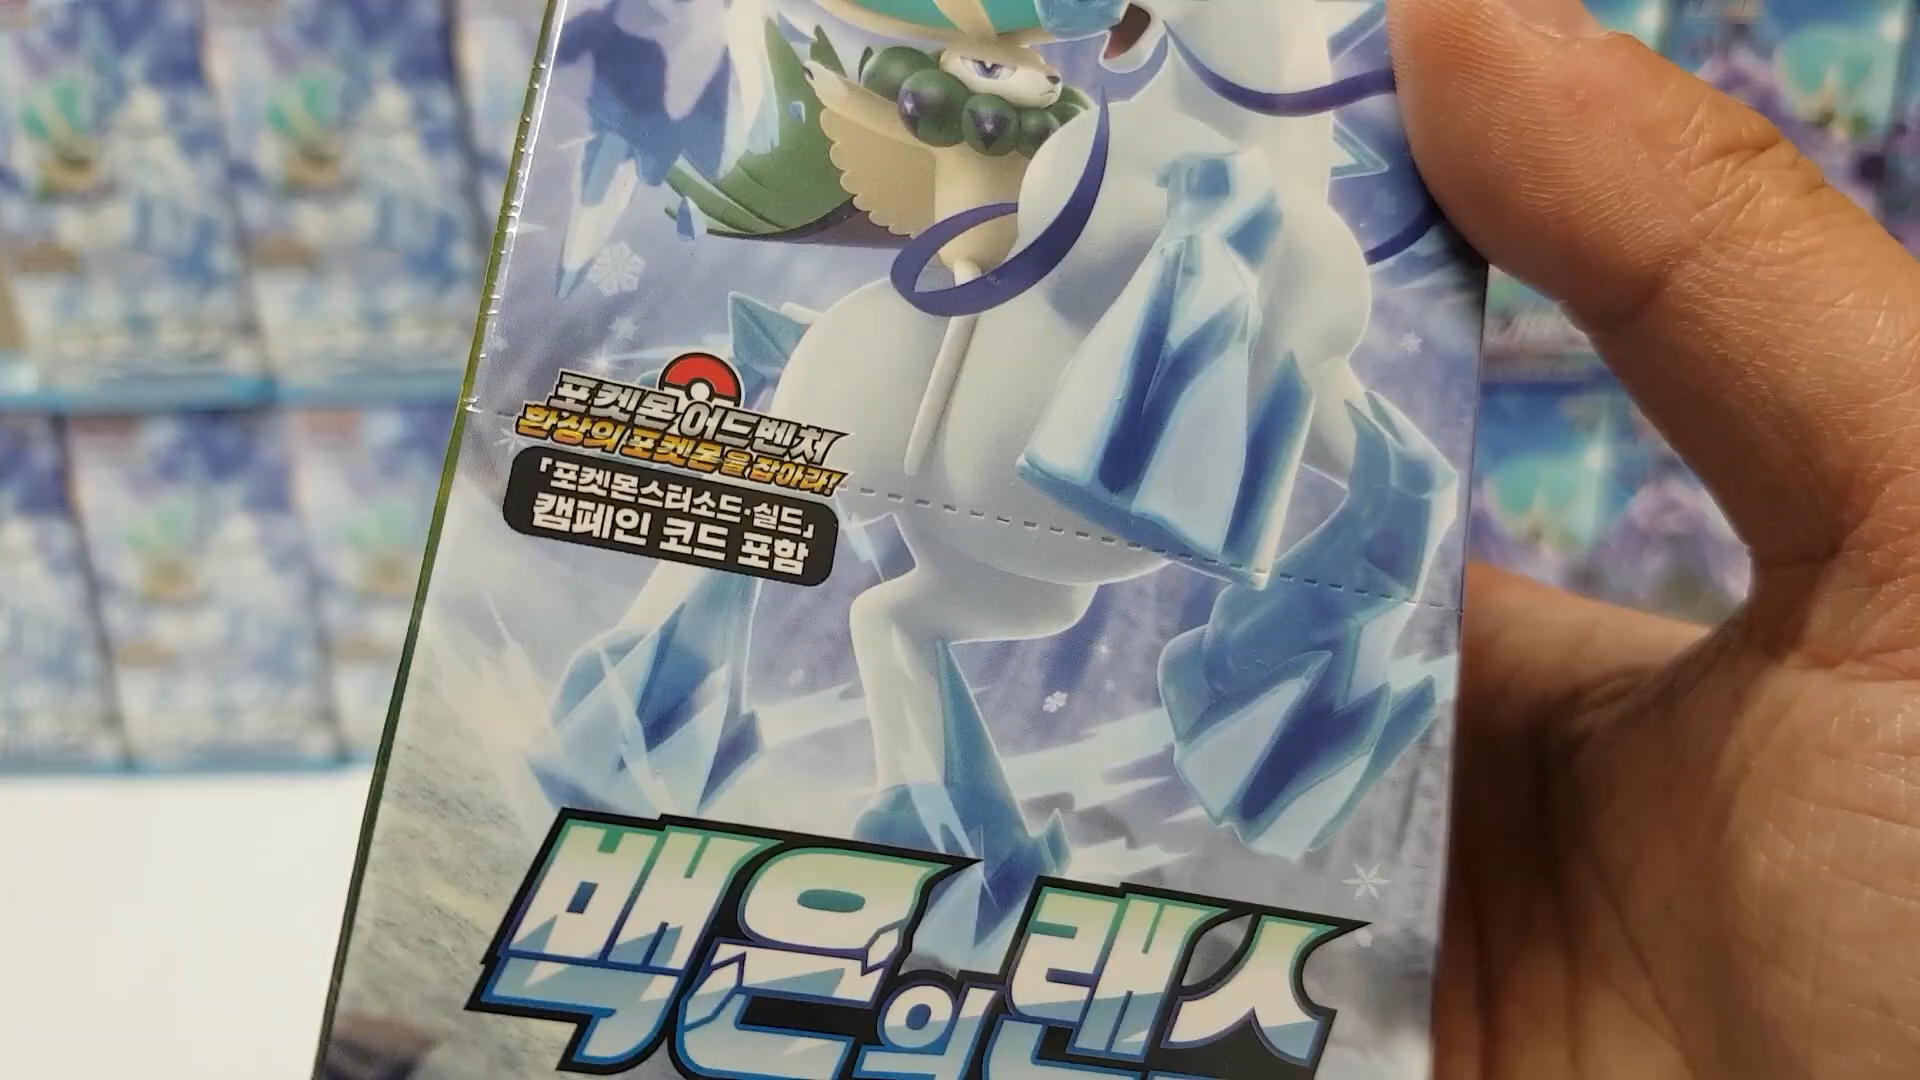 포켓몬 어드벤처
환상의 포켓몬을 잡아라!
「포켓몬스터소드·실드」
캠페인 코드 포함
백은의 랜스